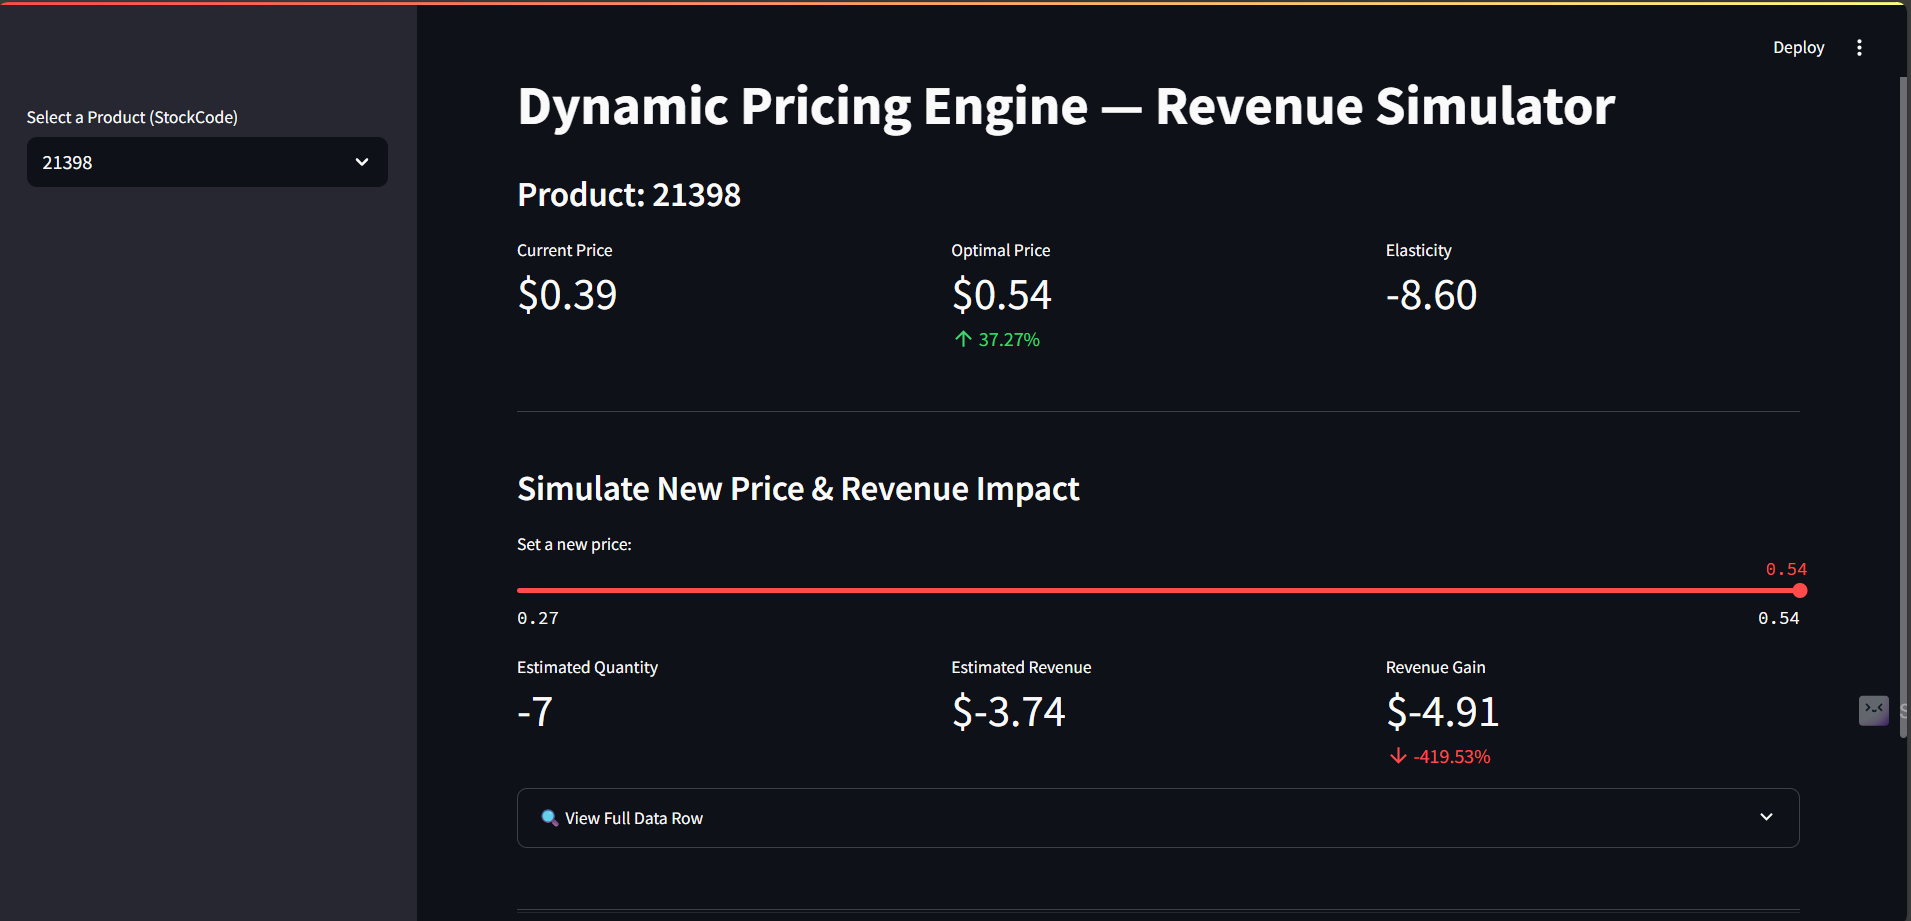 Deploy
Select a Product (StockCode)
21398
Dynamic Pricing Engine — Revenue Simulator
Product: 21398
Current Price
$0.39
Optimal Price
$0.54
↑ 37.27%
Elasticity
-8.60
Simulate New Price & Revenue Impact
Set a new price:
0.54
0.27
0.54
Estimated Quantity
-7
Estimated Revenue
$-3.74
Revenue Gain
$-4.91
↓ -419.53%
🔍 View Full Data Row